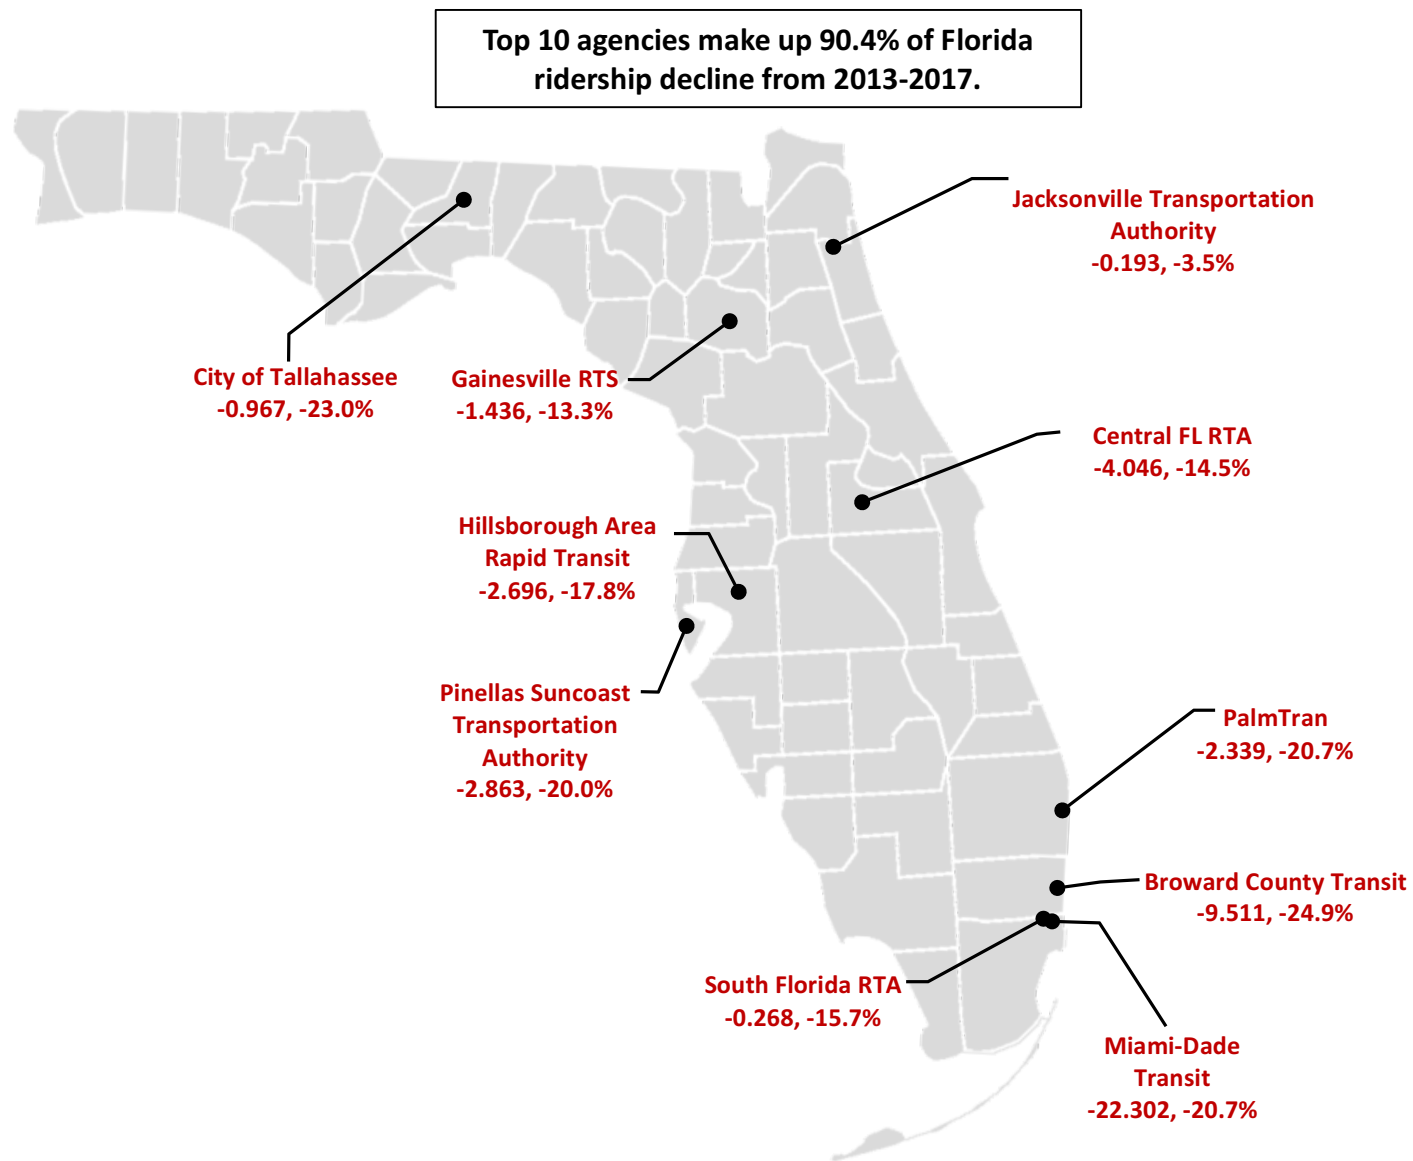 Top 10 agencies make up 90.4% of Florida
ridership decline from 2013-2017.
Jacksonville Transportation
Authority
-0.193, -3.5%
City of Tallahassee
-0.967, -23.0%
Gainesville RTS
-1.436, -13.3%
Central FL RTA
-4.046, -14.5%
Hillsborough Area
Rapid Transit
-2.696, -17.8%
Pinellas Suncoast
Transportation
Authority
-2.863, -20.0%
PalmTran
-2.339, -20.7%
Broward County Transit
-9.511, -24.9%
South Florida RTA
-0.268, -15.7%
Miami-Dade
Transit
-22.302, -20.7%